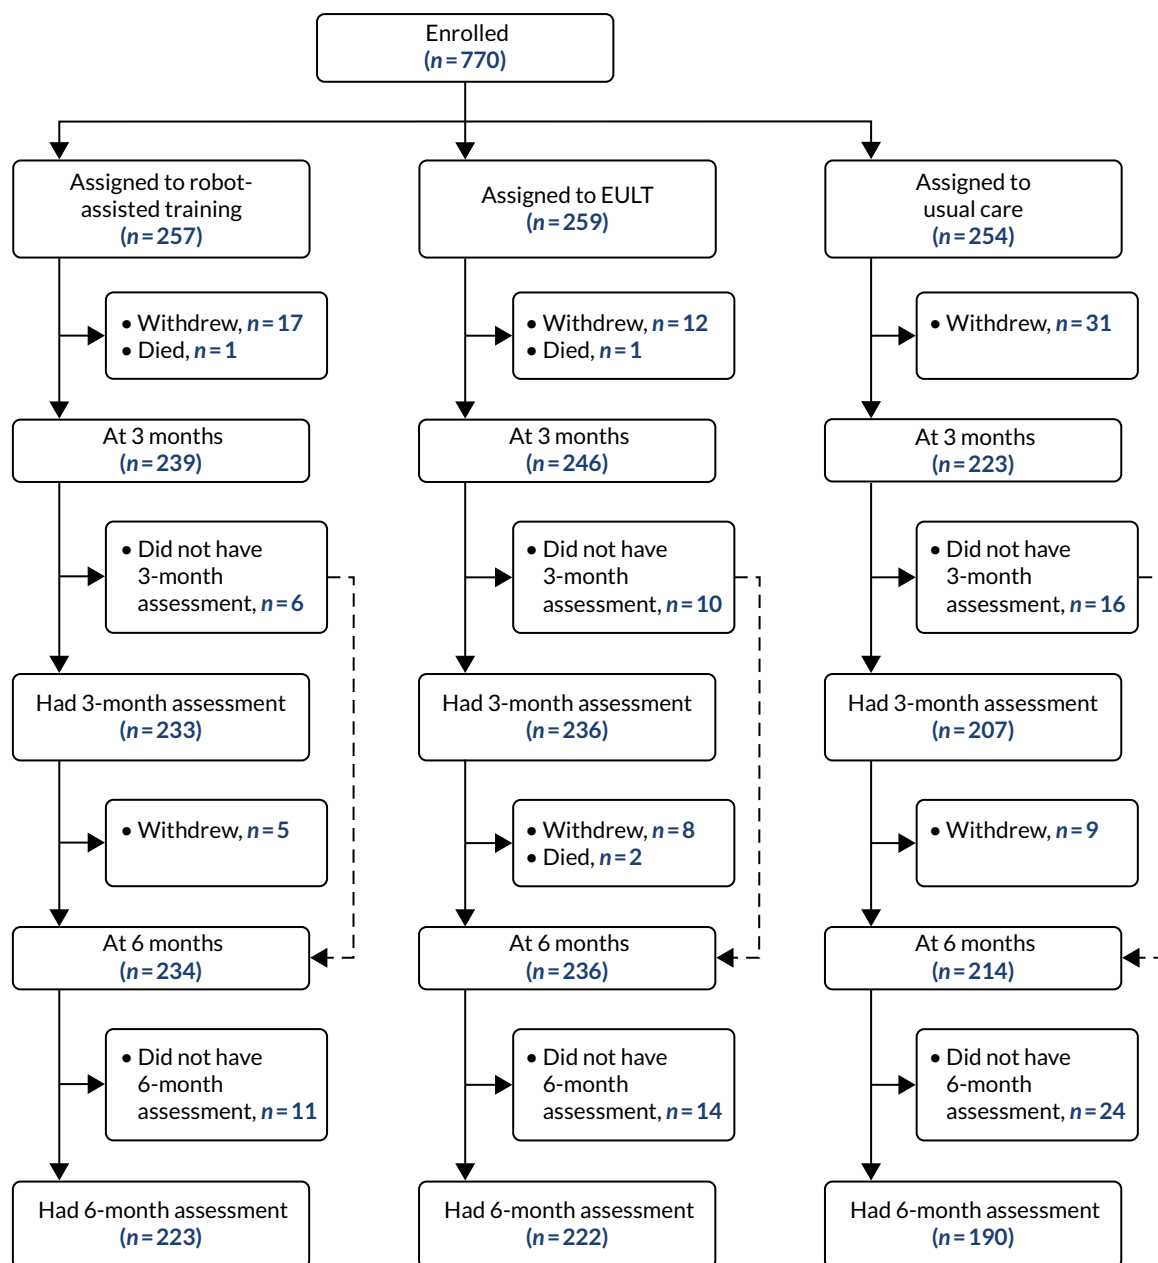 Enrolled
(n=770)
Assigned to robot-
assisted training
(n=257)
Assigned to EULT
(n=259)
Assigned to
usual care
(n=254)
• Withdrew, n=17
• Died, n=1
• Withdrew, n=12
• Died, n=1
• Withdrew, n=31
At 3 months
(n=239)
At 3 months
(n=246)
At 3 months
(n=223)
• Did not have
3-month
assessment, n=6
• Did not have
3-month
assessment, n=10
• Did not have
3-month
assessment, n=16
Had 3-month assessment
(n=233)
Had 3-month assessment
(n=236)
Had 3-month assessment
(n=207)
• Withdrew, n=5
• Withdrew, n=8
• Died, n=2
• Withdrew, n=9
At 6 months
(n=234)
At 6 months
(n=236)
At 6 months
(n=214)
• Did not have
6-month
assessment, n=11
• Did not have
6-month
assessment, n=14
• Did not have
6-month
assessment, n=24
Had 6-month assessment
(n=223)
Had 6-month assessment
(n=222)
Had 6-month assessment
(n=190)